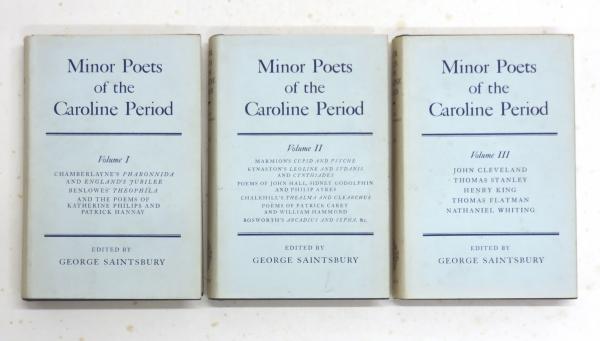 Minor Poets
of the
Caroline Period
Volume I
CHAMBERLAYNE'S PHARONNIDA
AND ENGLAND'S JUBILEE
BENLOWES' THEOPHILA
AND THE POEMS OF
KATHERINE PHILIPS AND
PATRICK HANNAY
EDITED BY
GEORGE SAINTSBURY
Minor Poets
of the
Caroline Period
Volume II
MARMION'S CUPID AND PSYCHE
KYNASTON'S LEOLINE AND SYDANIS
AND CYNTHIADES
POEMS OF JOHN HALL, SIDNEY GODOLPHIN
AND PHILIP AYRES
CHALKHILL'S THEALMA AND CLEARCHUS
POEMS OF PATRICK CAREY
AND WILLIAM HAMMOND
BOSWORTH'S ARCADIUS AND SEPHA, &c.
EDITED BY
GEORGE SAINTSBURY
Minor Poets
of the
Caroline Period
Volume III
JOHN CLEVELAND
THOMAS STANLEY
HENRY KING
THOMAS FLATMAN
NATHANIEL WHITING
EDITED BY
GEORGE SAINTSBURY